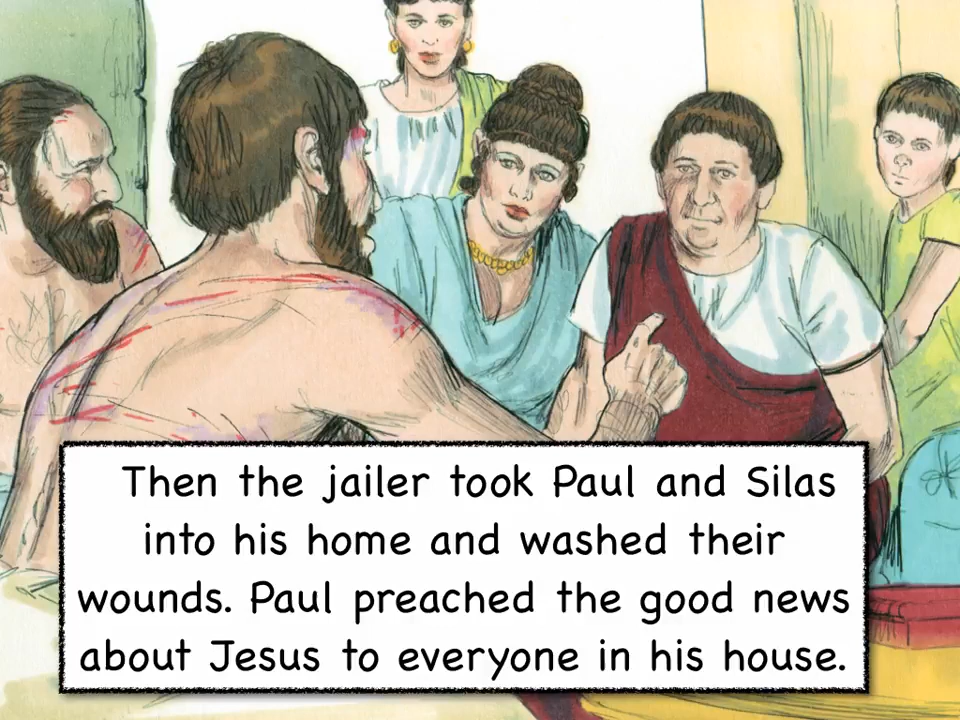 Then the jailer took Paul and Silas
into his home and washed their
wounds. Paul preached the good news
about Jesus to everyone in his house.